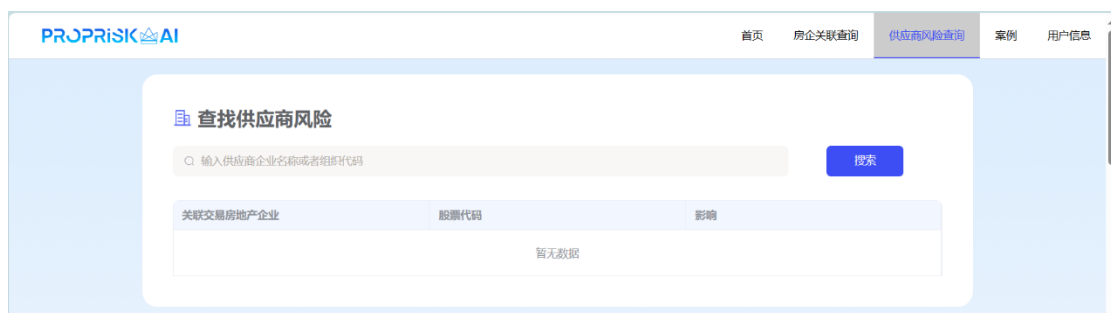 PROPRiSK AI
首页 房企关联查询 供应商风险查询 案例 用户信息
查找供应商风险
输入供应商企业名称或者组织代码 搜索
关联交易房地产企业 股票代码 影响
暂无数据